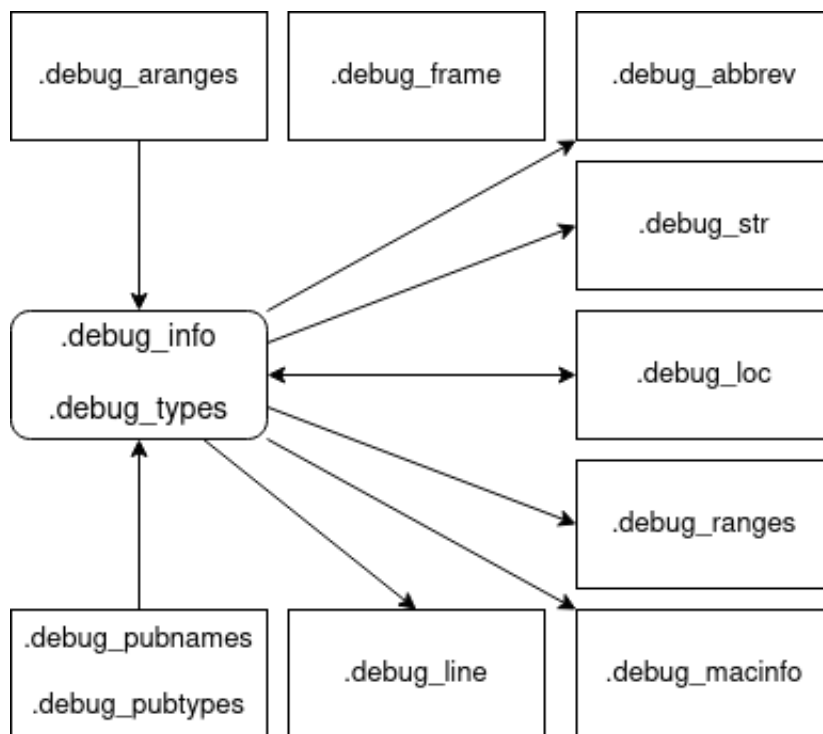 .debug_aranges
.debug_frame
.debug_abbrev
.debug_str
.debug_info
.debug_types
.debug_loc
.debug_ranges
.debug_pubnames
.debug_pubtypes
.debug_line
.debug_macinfo